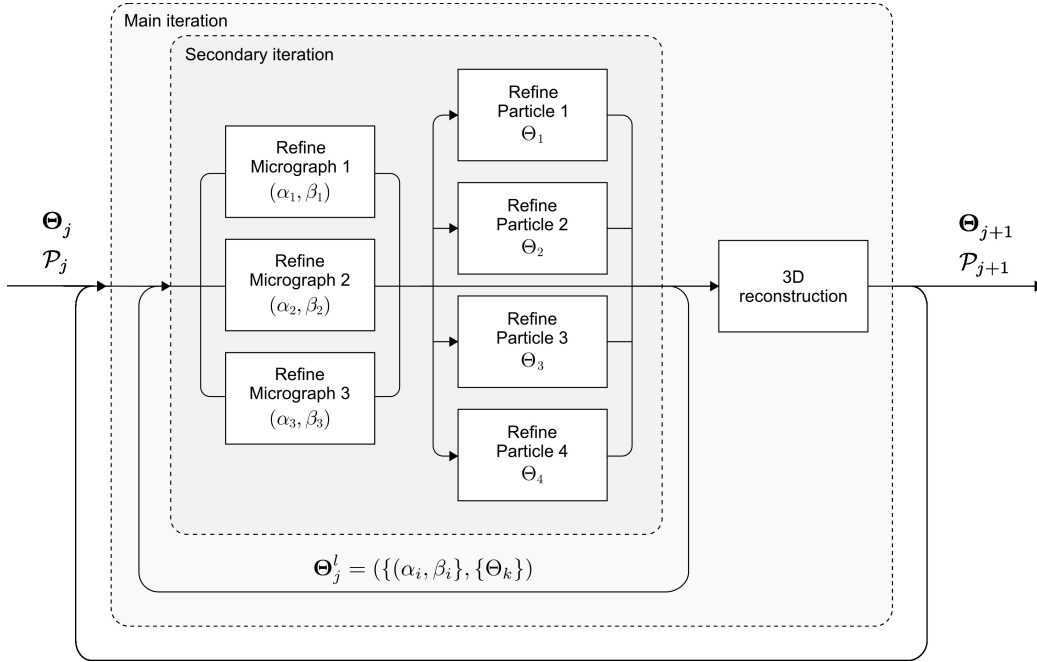 Main iteration
Secondary iteration
Refine
Particle 1
Θ₁
Refine
Micrograph 1
(α₁, β₁)
Refine
Particle 2
Θ₂
𝚯ⱼ
𝒫ⱼ
Refine
Micrograph 2
(α₂, β₂)
3D
reconstruction
𝚯ⱼ₊₁
𝒫ⱼ₊₁
Refine
Particle 3
Θ₃
Refine
Micrograph 3
(α₃, β₃)
Refine
Particle 4
Θ₄
𝚯ⱼˡ = ({(αᵢ, βᵢ}, {Θₖ})